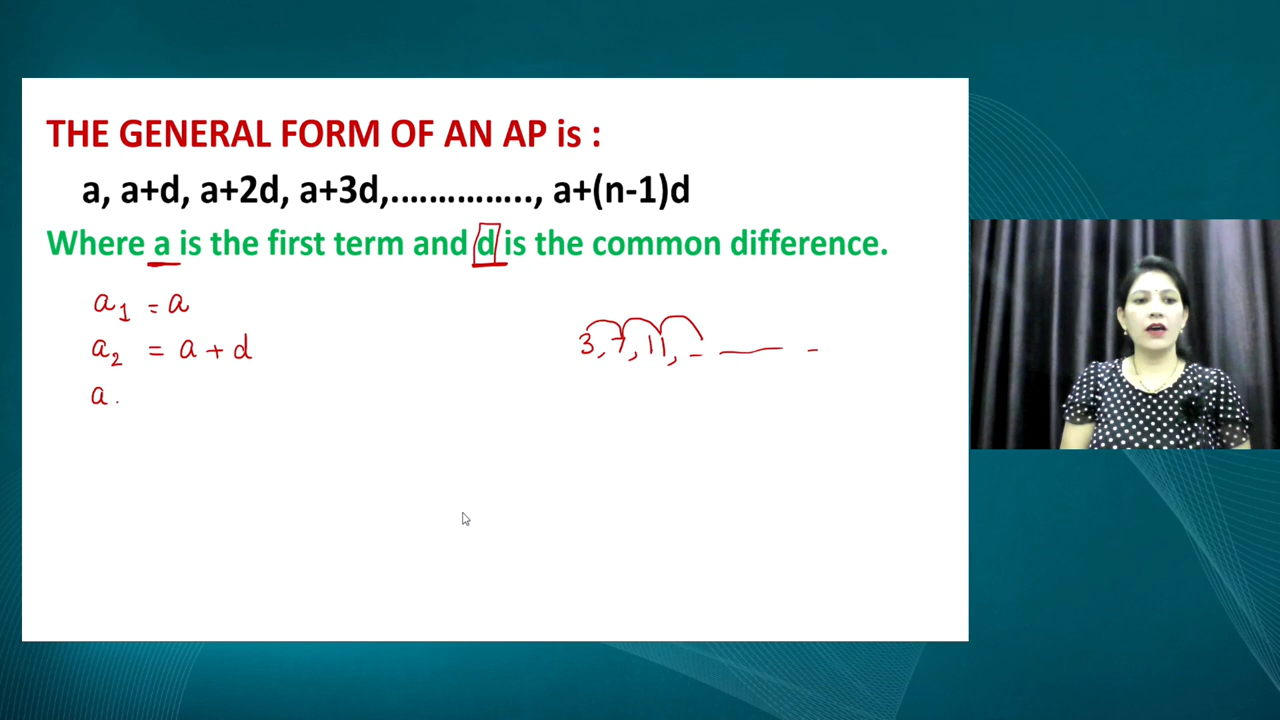 THE GENERAL FORM OF AN AP is :
a, a+d, a+2d, a+3d,.............., a+(n-1)d
Where a is the first term and d is the common difference.
a₁ = a
a₂ = a + d
3, 7, 11, _ ___ _
a.